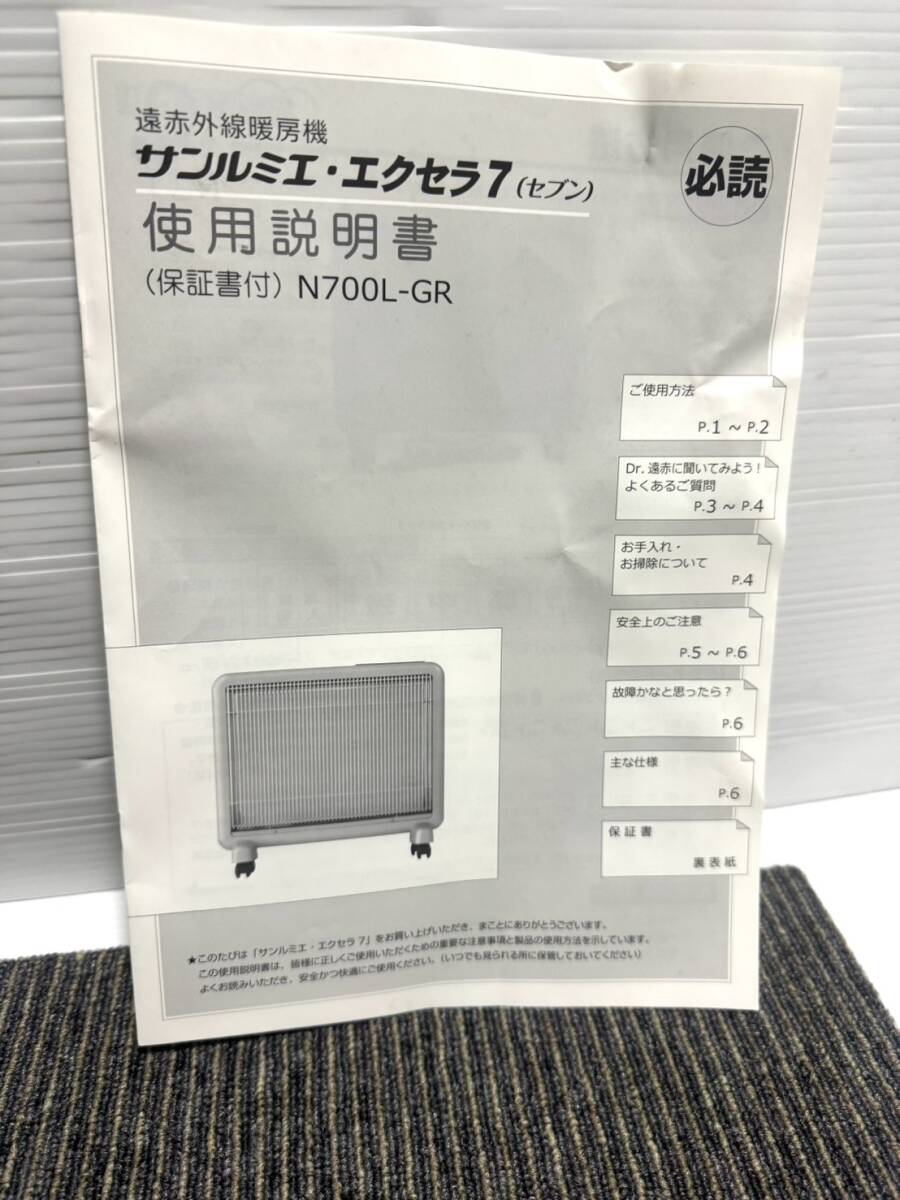 遠赤外線暖房機
サンルミエ・エクセラ7(セブン)
必読
使用説明書
(保証書付) N700L-GR
ご使用方法
P.1 ~ P.2
Dr. 遠赤に聞いてみよう!
よくあるご質問
P.3 ~ P.4
お手入れ・
お掃除について
P.4
安全上のご注意
P.5 ~ P.6
故障かなと思ったら?
P.6
主な仕様
P.6
保証書
裏表紙
★このたびは「サンルミエ・エクセラ7」をお買い上げいただき、まことにありがとうございます。
この使用説明書は、皆様に正しくご使用いただくための重要な注意事項と製品の使用方法を示しています。
よくお読みいただき、安全かつ快適にご使用ください。(いつでも見られる所に保管しておいてください)